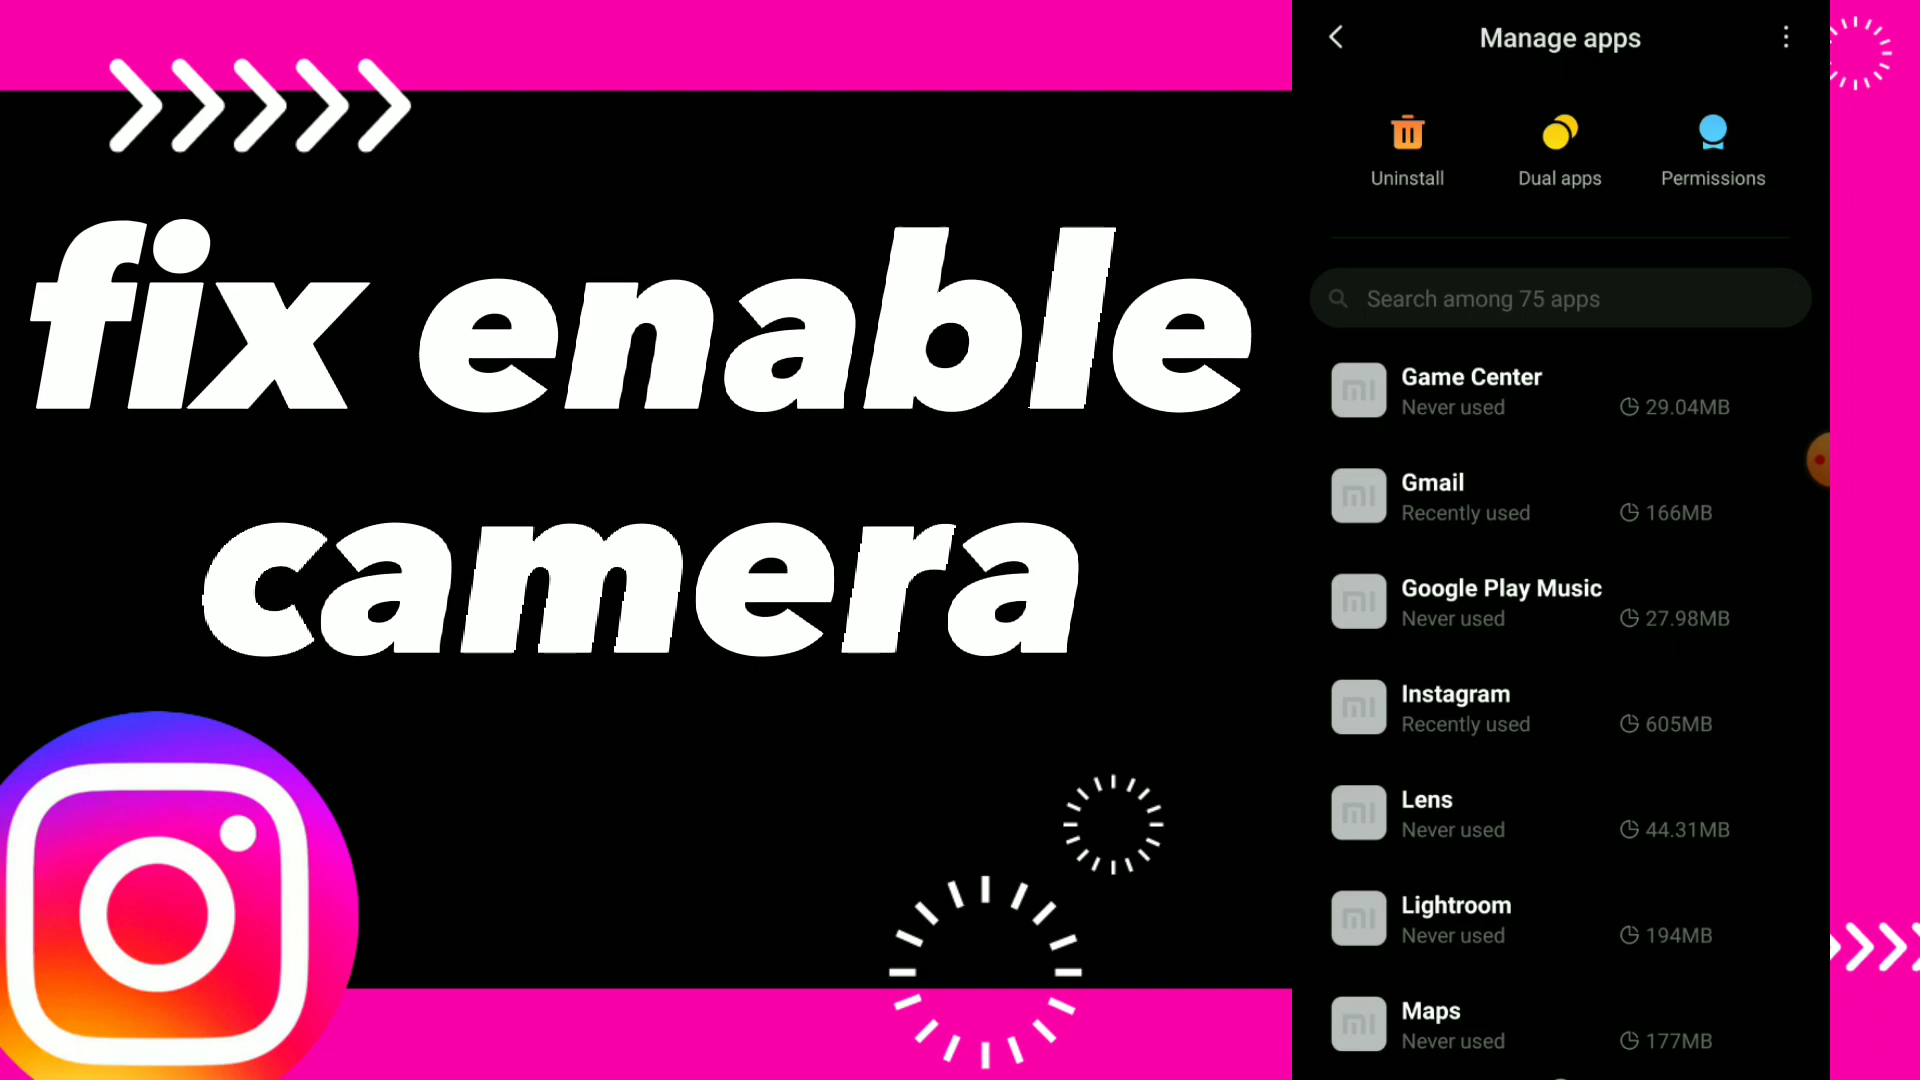 fix enable
camera
Manage apps
Uninstall
Dual apps
Permissions
Search among 75 apps
Game Center
Never used
29.04MB
Gmail
Recently used
166MB
Google Play Music
Never used
27.98MB
Instagram
Recently used
605MB
Lens
Never used
44.31MB
Lightroom
Never used
194MB
Maps
Never used
177MB